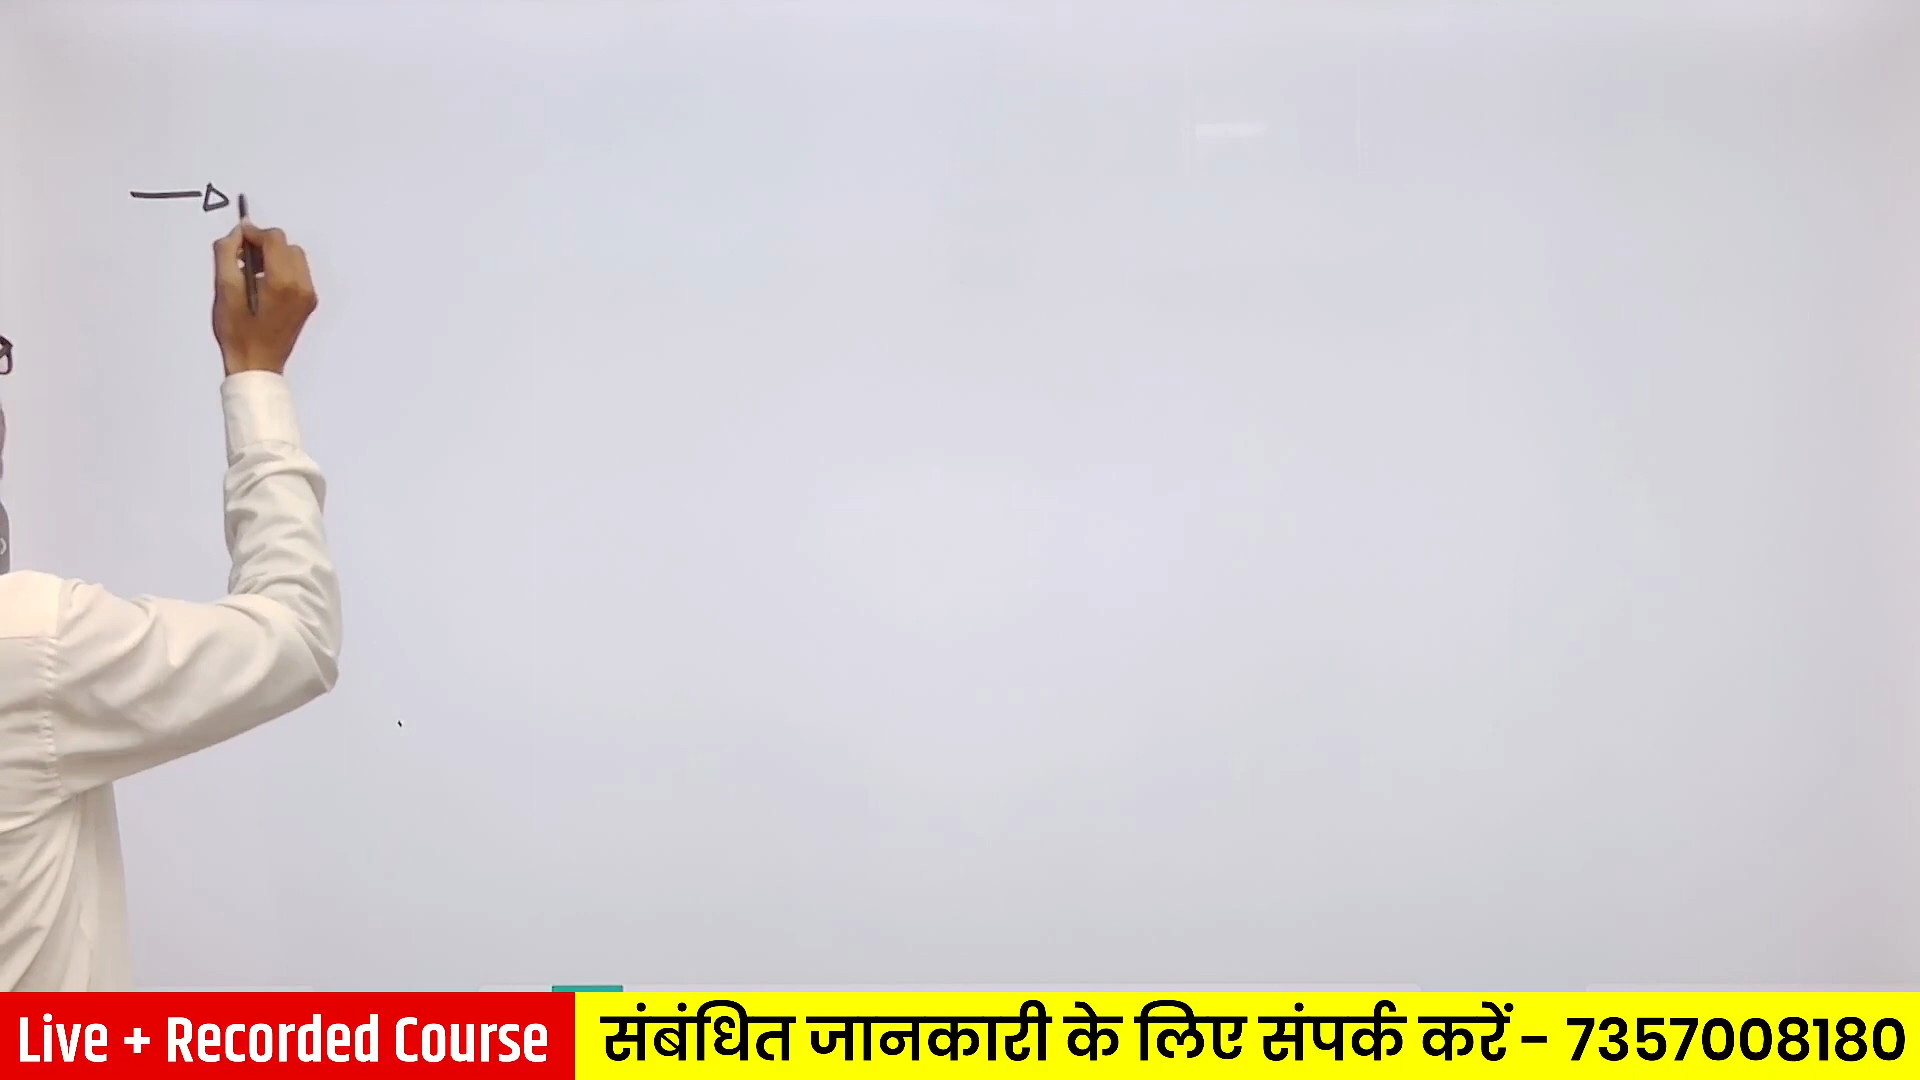 Live + Recorded Course
संबंधित जानकारी के लिए संपर्क करें - 7357008180